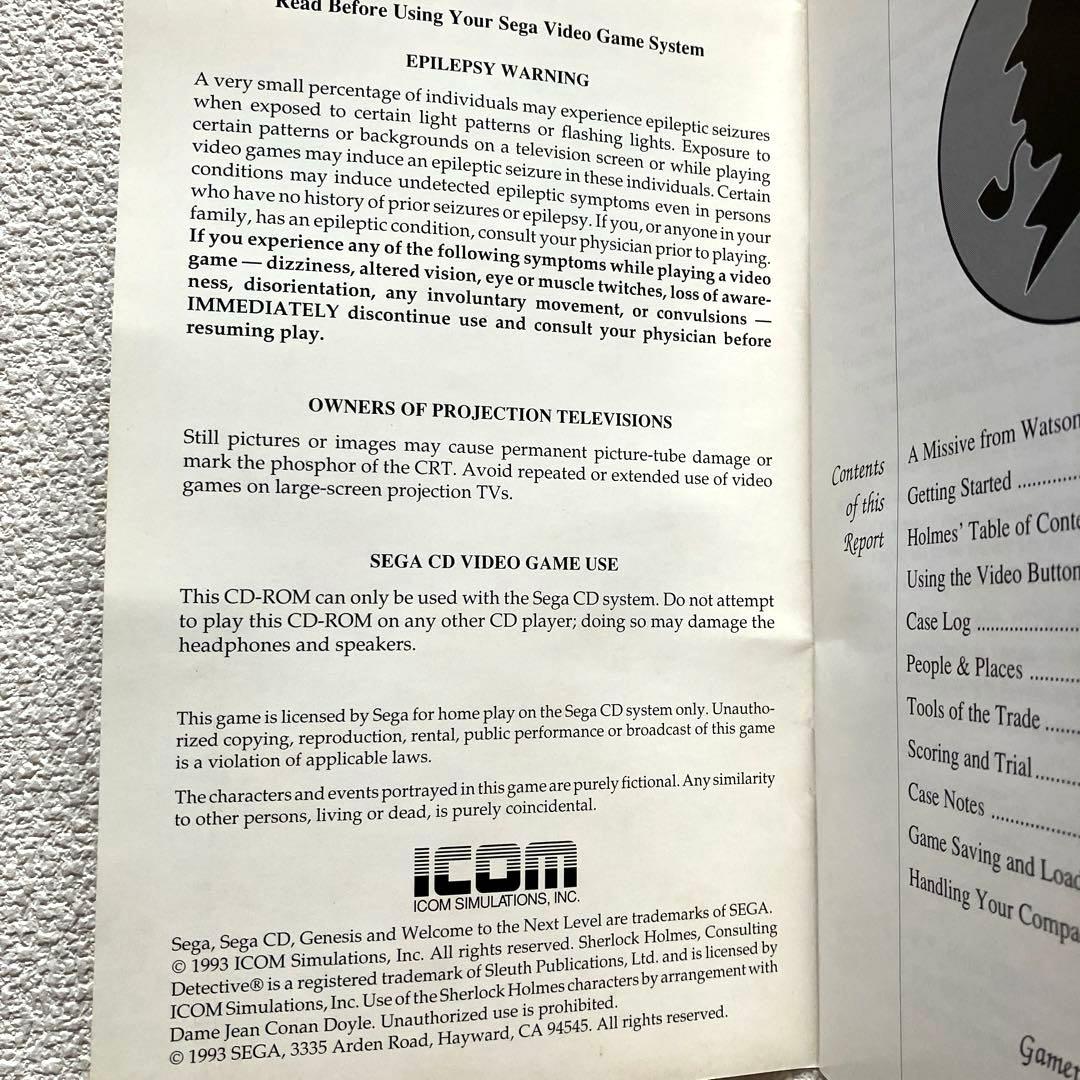 Read Before Using Your Sega Video Game System
EPILEPSY WARNING
A very small percentage of individuals may experience epileptic seizures
when exposed to certain light patterns or flashing lights. Exposure to
certain patterns or backgrounds on a television screen or while playing
video games may induce an epileptic seizure in these individuals. Certain
conditions may induce undetected epileptic symptoms even in persons
who have no history of prior seizures or epilepsy. If you, or anyone in your
family, has an epileptic condition, consult your physician prior to playing.
If you experience any of the following symptoms while playing a video
game — dizziness, altered vision, eye or muscle twitches, loss of aware-
ness, disorientation, any involuntary movement, or convulsions —
IMMEDIATELY discontinue use and consult your physician before
resuming play.
OWNERS OF PROJECTION TELEVISIONS
Still pictures or images may cause permanent picture-tube damage or
mark the phosphor of the CRT. Avoid repeated or extended use of video
games on large-screen projection TVs.
SEGA CD VIDEO GAME USE
This CD-ROM can only be used with the Sega CD system. Do not attempt
to play this CD-ROM on any other CD player; doing so may damage the
headphones and speakers.
This game is licensed by Sega for home play on the Sega CD system only. Unautho-
rized copying, reproduction, rental, public performance or broadcast of this game
is a violation of applicable laws.
The characters and events portrayed in this game are purely fictional. Any similarity
to other persons, living or dead, is purely coincidental.
ICOM
ICOM SIMULATIONS, INC.
Sega, Sega CD, Genesis and Welcome to the Next Level are trademarks of SEGA.
© 1993 ICOM Simulations, Inc. All rights reserved. Sherlock Holmes, Consulting
Detective® is a registered trademark of Sleuth Publications, Ltd. and is licensed by
ICOM Simulations, Inc. Use of the Sherlock Holmes characters by arrangement with
Dame Jean Conan Doyle. Unauthorized use is prohibited.
© 1993 SEGA, 3335 Arden Road, Hayward, CA 94545. All rights reserved.
Contents
of this
Report
A Missive from Watson
Getting Started ............
Holmes' Table of Conte
Using the Video Button
Case Log ....................
People & Places .........
Tools of the Trade ......
Scoring and Trial .......
Case Notes ................
Game Saving and Load
Handling Your Compa
Gamer